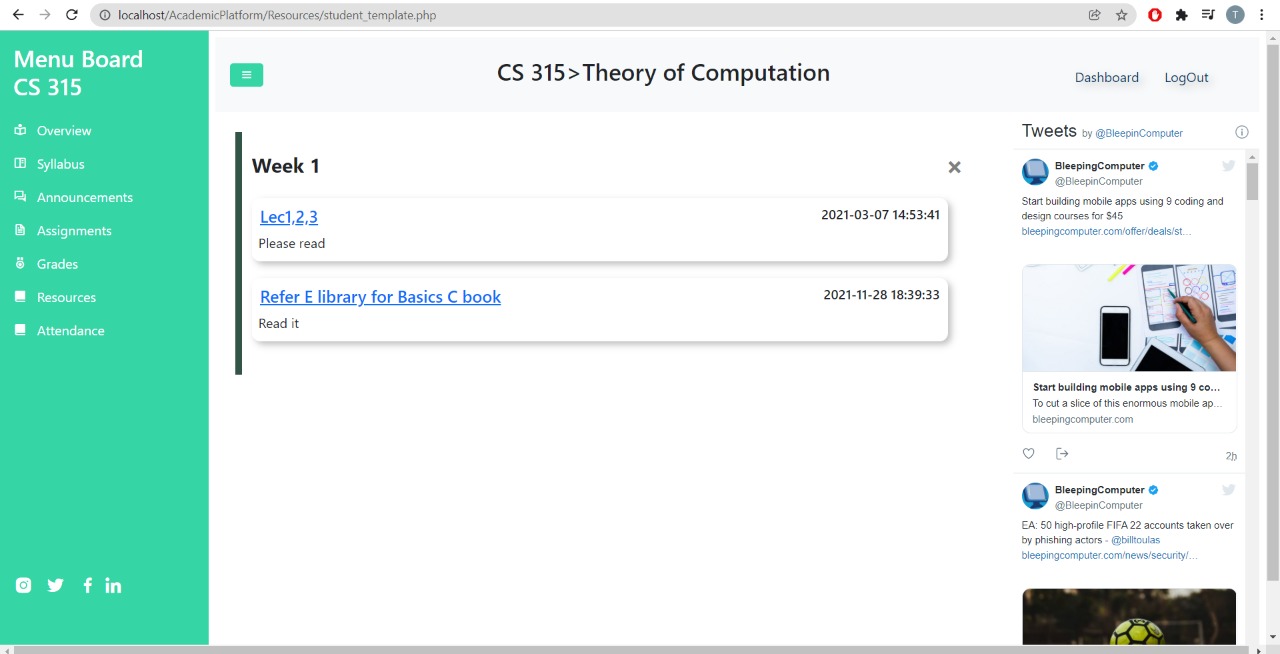 localhost/AcademicPlatform/Resources/student_template.php
T
Menu Board
CS 315
Overview
Syllabus
Announcements
Assignments
Grades
Resources
Attendance
CS 315>Theory of Computation
Dashboard
LogOut
Week 1
Lec1,2,3
2021-03-07 14:53:41
Please read
Refer E library for Basics C book
2021-11-28 18:39:33
Read it
Tweets by @BleepinComputer
BleepingComputer
@BleepinComputer
Start building mobile apps using 9 coding and
design courses for $45
bleepingcomputer.com/offer/deals/st…
Start building mobile apps using 9 co…
To cut a slice of this enormous mobile ap…
bleepingcomputer.com
2h
BleepingComputer
@BleepinComputer
EA: 50 high-profile FIFA 22 accounts taken over
by phishing actors - @billtoulas
bleepingcomputer.com/news/security/…